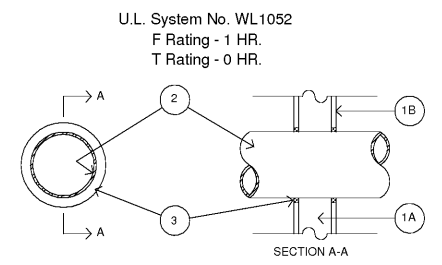 U.L. System No. WL1052
F Rating - 1 HR.
T Rating - 0 HR.
A
2
1B
3
1A
A
SECTION A-A